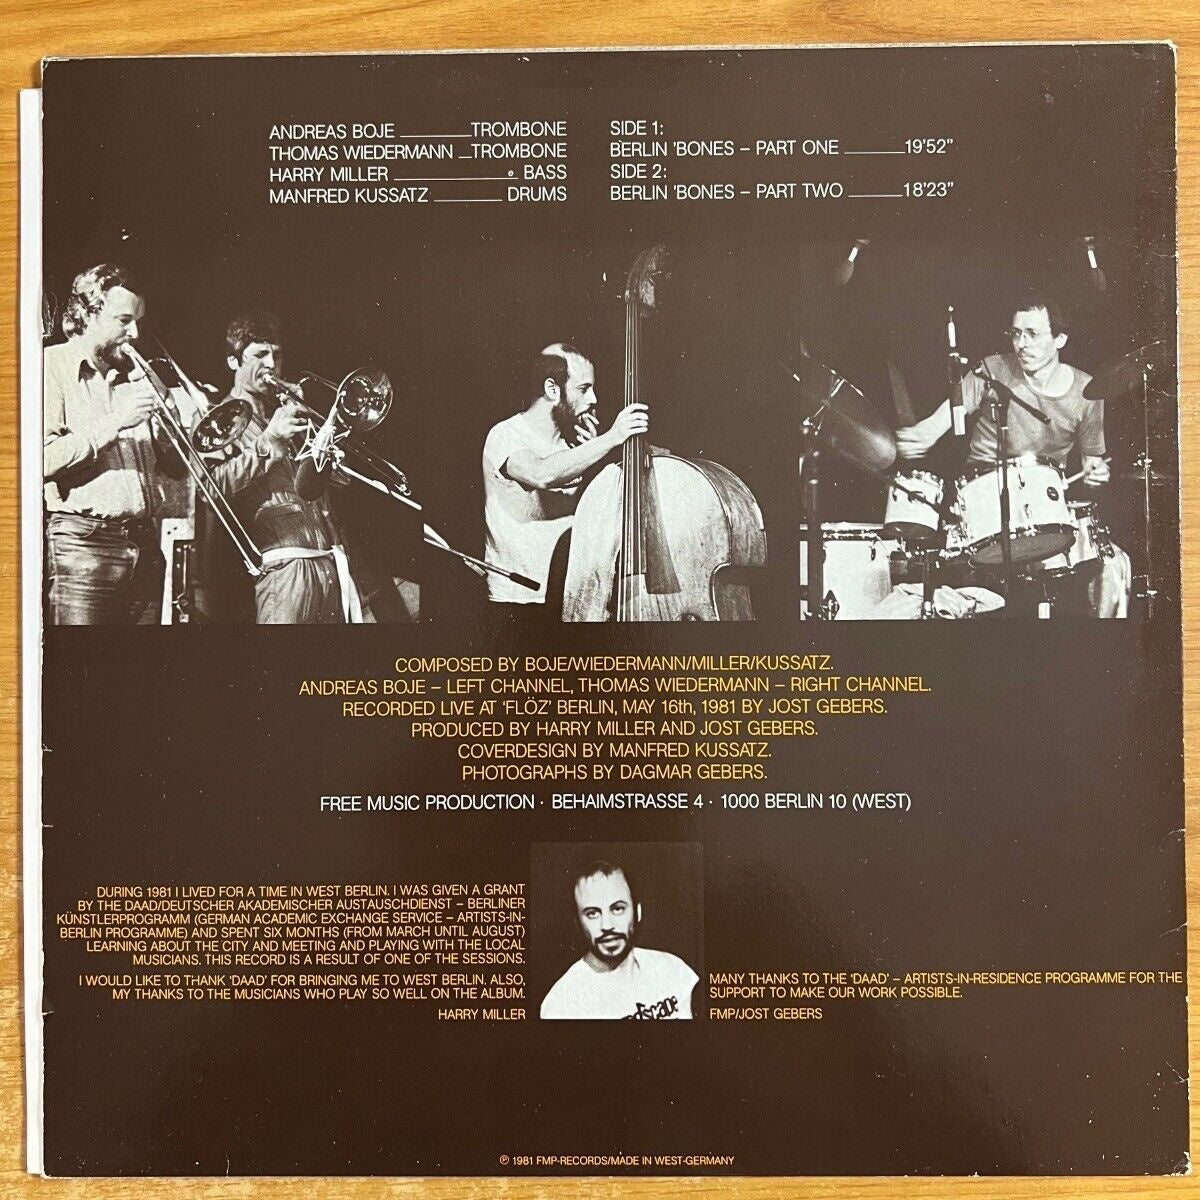 ANDREAS BOJE ________ TROMBONE
THOMAS WIEDERMANN __ TROMBONE
HARRY MILLER ____________ BASS
MANFRED KUSSATZ ________ DRUMS
SIDE 1:
BERLIN 'BONES – PART ONE ______ 19'52"
SIDE 2:
BERLIN 'BONES – PART TWO ______ 18'23"
COMPOSED BY BOJE/WIEDERMANN/MILLER/KUSSATZ.
ANDREAS BOJE – LEFT CHANNEL, THOMAS WIEDERMANN – RIGHT CHANNEL.
RECORDED LIVE AT 'FLÖZ' BERLIN, MAY 16th, 1981 BY JOST GEBERS.
PRODUCED BY HARRY MILLER AND JOST GEBERS.
COVERDESIGN BY MANFRED KUSSATZ.
PHOTOGRAPHS BY DAGMAR GEBERS.
FREE MUSIC PRODUCTION · BEHAIMSTRASSE 4 · 1000 BERLIN 10 (WEST)
DURING 1981 I LIVED FOR A TIME IN WEST BERLIN. I WAS GIVEN A GRANT
BY THE DAAD/DEUTSCHER AKADEMISCHER AUSTAUSCHDIENST – BERLINER
KÜNSTLERPROGRAMM (GERMAN ACADEMIC EXCHANGE SERVICE – ARTISTS-IN-
BERLIN PROGRAMME) AND SPENT SIX MONTHS (FROM MARCH UNTIL AUGUST)
LEARNING ABOUT THE CITY AND MEETING AND PLAYING WITH THE LOCAL
MUSICIANS. THIS RECORD IS A RESULT OF ONE OF THE SESSIONS.
I WOULD LIKE TO THANK 'DAAD' FOR BRINGING ME TO WEST BERLIN. ALSO,
MY THANKS TO THE MUSICIANS WHO PLAY SO WELL ON THE ALBUM.
HARRY MILLER
MANY THANKS TO THE 'DAAD' – ARTISTS-IN-RESIDENCE PROGRAMME FOR THE
SUPPORT TO MAKE OUR WORK POSSIBLE.
FMP/JOST GEBERS
℗ 1981 FMP-RECORDS/MADE IN WEST-GERMANY